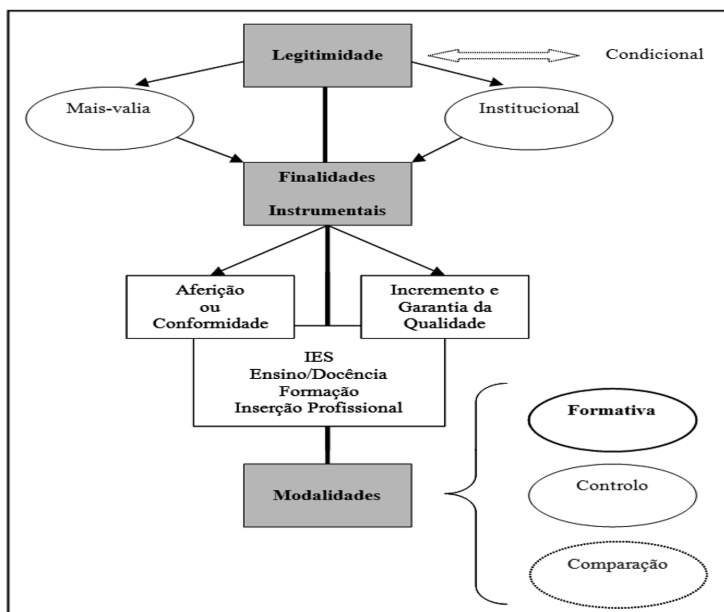 Legitimidade
Condicional
Mais-valia
Institucional
Finalidades
Instrumentais
Aferição
ou
Conformidade
Incremento e
Garantia da
Qualidade
IES
Ensino/Docência
Formação
Inserção Profissional
Formativa
Modalidades
Controlo
Comparação